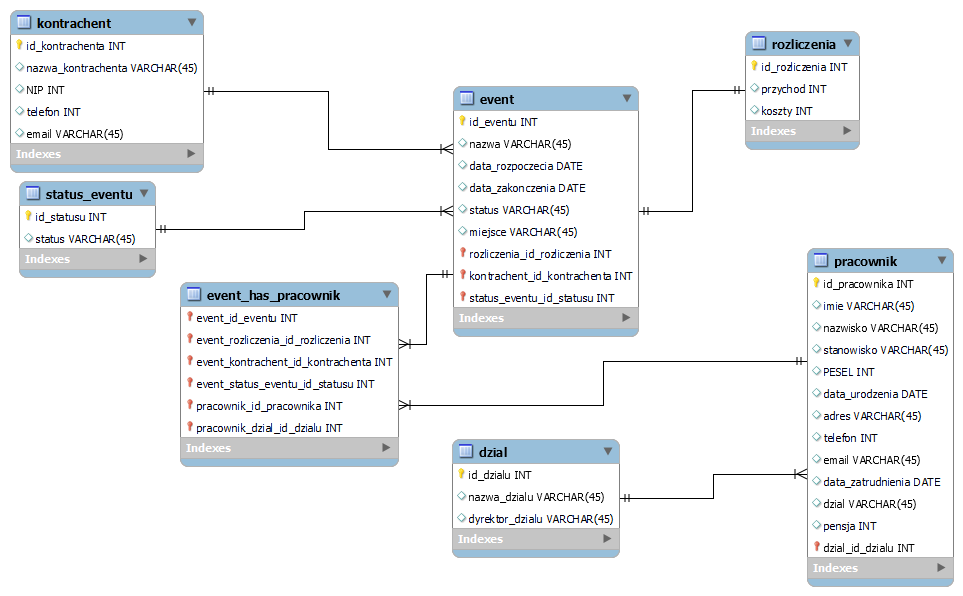 kontrachent
id_kontrachenta INT
nazwa_kontrachenta VARCHAR(45)
NIP INT
telefon INT
email VARCHAR(45)
Indexes
status_eventu
id_statusu INT
status VARCHAR(45)
Indexes
event
id_eventu INT
nazwa VARCHAR(45)
data_rozpoczecia DATE
data_zakonczenia DATE
status VARCHAR(45)
miejsce VARCHAR(45)
rozliczenia_id_rozliczenia INT
kontrachent_id_kontrachenta INT
status_eventu_id_statusu INT
Indexes
rozliczenia
id_rozliczenia INT
przychod INT
koszty INT
Indexes
event_has_pracownik
event_id_eventu INT
event_rozliczenia_id_rozliczenia INT
event_kontrachent_id_kontrachenta INT
event_status_eventu_id_statusu INT
pracownik_id_pracownika INT
pracownik_dzial_id_dzialu INT
Indexes
dzial
id_dzialu INT
nazwa_dzialu VARCHAR(45)
dyrektor_dzialu VARCHAR(45)
Indexes
pracownik
id_pracownika INT
imie VARCHAR(45)
nazwisko VARCHAR(45)
stanowisko VARCHAR(45)
PESEL INT
data_urodzenia DATE
adres VARCHAR(45)
telefon INT
email VARCHAR(45)
data_zatrudnienia DATE
dzial VARCHAR(45)
pensja INT
dzial_id_dzialu INT
Indexes